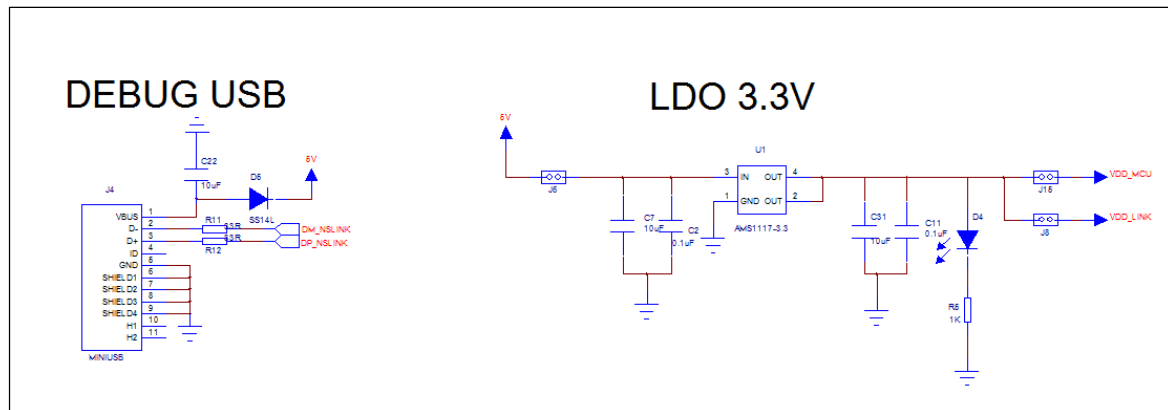 DEBUG USB
LDO 3.3V
C22
10uF
D5
SS14L
5V
J4
VBUS 1
D- 2
D+ 3
ID 4
GND 5
SHIELD1 6
SHIELD2 7
SHIELD3 8
SHIELD4 9
H1 10
H2 11
MINIUSB
R11
33R
33R
R12
DM_NSLINK
DP_NSLINK
5V
J6
C7
10uF
C2
0.1uF
U1
3 IN OUT 4
1 GND OUT 2
AMS1117-3.3
C31
10uF
C11
0.1uF
D4
R5
1K
J15
VDD_MCU
J8
VDD_LINK